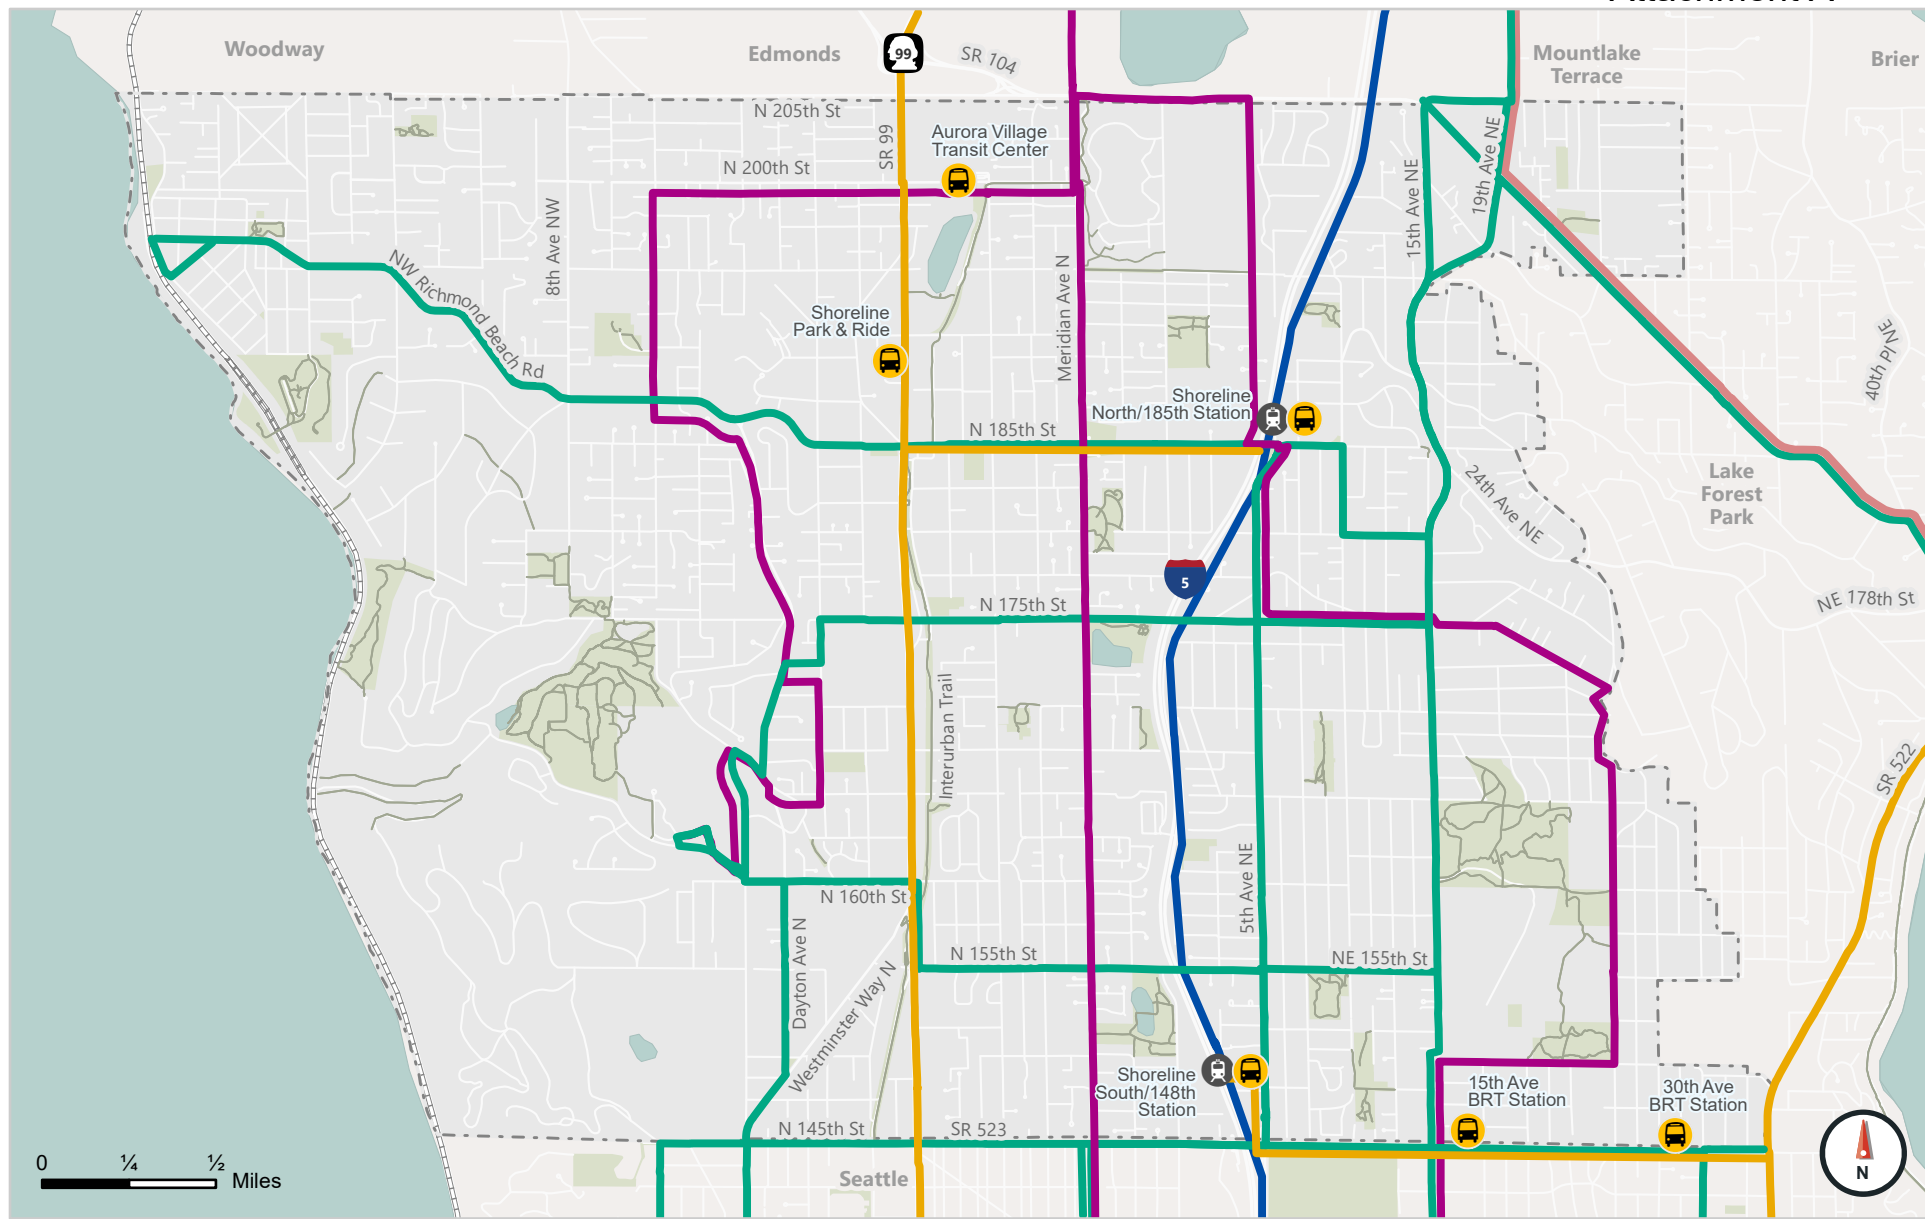 Woodway
Edmonds
99
SR 104
Mountlake
Terrace
Brier
N 205th St
SR 99
Aurora Village
Transit Center
N 200th St
15th Ave NE
19th Ave NE
8th Ave NW
NW Richmond Beach Rd
Meridian Ave N
Shoreline
Park & Ride
40th Pl NE
Shoreline
North/185th Station
N 185th St
24th Ave NE
Lake
Forest
Park
5
N 175th St
NE 178th St
Interurban Trail
SR 522
5th Ave NE
N 160th St
Dayton Ave N
Westminster Way N
N 155th St
NE 155th St
Shoreline
South/148th
Station
15th Ave
BRT Station
30th Ave
BRT Station
N 145th St
SR 523
Seattle
0 ¼ ½
Miles
N